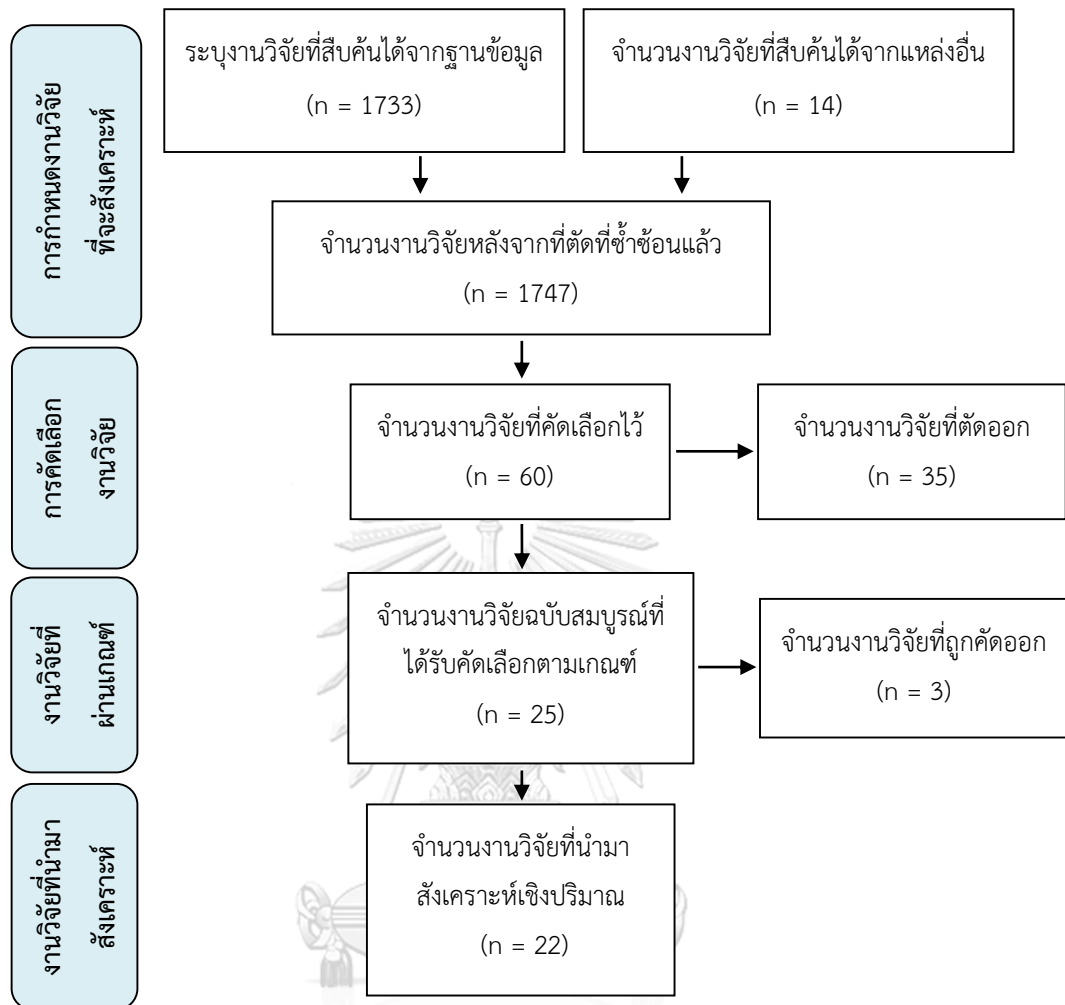 การกำหนดงานวิจัย
ที่จะสังเคราะห์
ระบุงานวิจัยที่สืบค้นได้จากฐานข้อมูล
(n = 1733)
จำนวนงานวิจัยที่สืบค้นได้จากแหล่งอื่น
(n = 14)
จำนวนงานวิจัยหลังจากที่ตัดที่ซ้ำซ้อนแล้ว
(n = 1747)
การคัดเลือก
งานวิจัย
จำนวนงานวิจัยที่คัดเลือกไว้
(n = 60)
จำนวนงานวิจัยที่ตัดออก
(n = 35)
งานวิจัยที่
ผ่านเกณฑ์
จำนวนงานวิจัยฉบับสมบูรณ์ที่
ได้รับคัดเลือกตามเกณฑ์
(n = 25)
จำนวนงานวิจัยที่ถูกคัดออก
(n = 3)
งานวิจัยที่นำมา
สังเคราะห์
จำนวนงานวิจัยที่นำมา
สังเคราะห์เชิงปริมาณ
(n = 22)